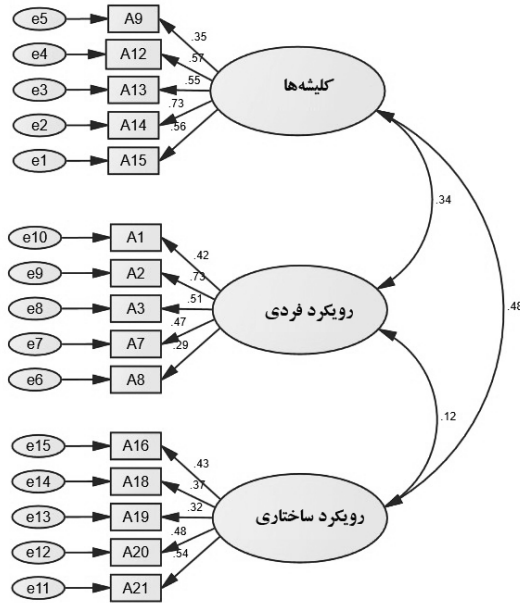 e5 A9 .35
e4 A12 .57
e3 A13 .55
e2 A14 .73
e1 A15 .56
کلیشه‌ها
.34
.48
e10 A1 .42
e9 A2 .73
e8 A3 .51
e7 A7 .47
e6 A8 .29
رویکرد فردی
.12
e15 A16 .43
e14 A18 .37
e13 A19 .32
e12 A20 .48
e11 A21 .54
رویکرد ساختاری